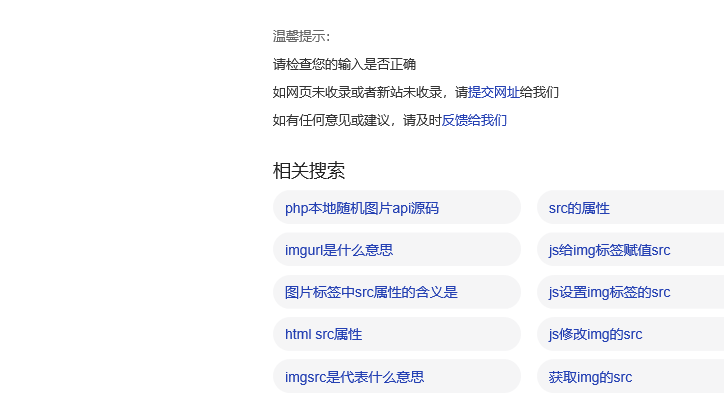 温馨提示：
请检查您的输入是否正确
如网页未收录或者新站未收录，请提交网址给我们
如有任何意见或建议，请及时反馈给我们
相关搜索
php本地随机图片api源码
src的属性
imgurl是什么意思
js给img标签赋值src
图片标签中src属性的含义是
js设置img标签的src
html src属性
js修改img的src
imgsrc是代表什么意思
获取img的src